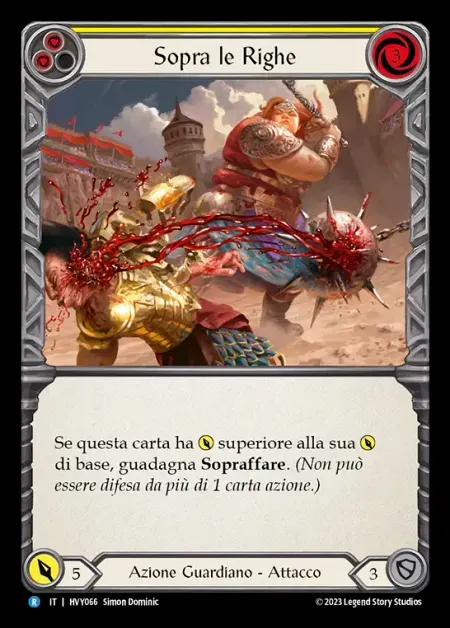 Sopra le Righe
3
Se questa carta ha superiore alla sua
di base, guadagna Sopraffare. (Non può
essere difesa da più di 1 carta azione.)
5
Azione Guardiano - Attacco
3
R IT | HVY066 Simon Dominic
© 2023 Legend Story Studios